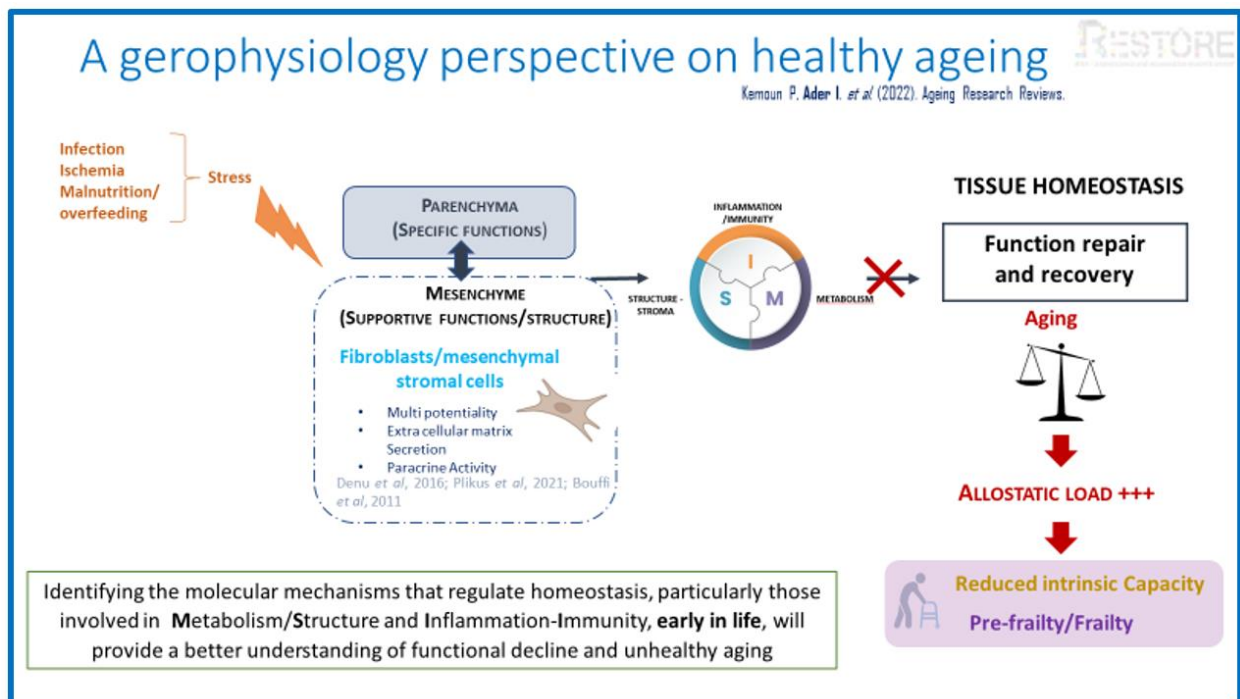 A gerophysiology perspective on healthy ageing
RESTORE
Kemoun P, Ader I. et al (2022). Ageing Research Reviews.
Infection
Ischemia
Malnutrition/
overfeeding
Stress
PARENCHYMA
(SPECIFIC FUNCTIONS)
MESENCHYME
(SUPPORTIVE FUNCTIONS/STRUCTURE)
Fibroblasts/mesenchymal
stromal cells
• Multi potentiality
• Extra cellular matrix
Secretion
• Paracrine Activity
Denu et al, 2016; Plikus et al, 2021; Bouffi
et al, 2011
INFLAMMATION
/IMMUNITY
I
S
M
STRUCTURE -
STROMA
METABOLISM
TISSUE HOMEOSTASIS
Function repair
and recovery
Aging
ALLOSTATIC LOAD +++
Reduced intrinsic Capacity
Pre-frailty/Frailty
Identifying the molecular mechanisms that regulate homeostasis, particularly those
involved in Metabolism/Structure and Inflammation-Immunity, early in life, will
provide a better understanding of functional decline and unhealthy aging